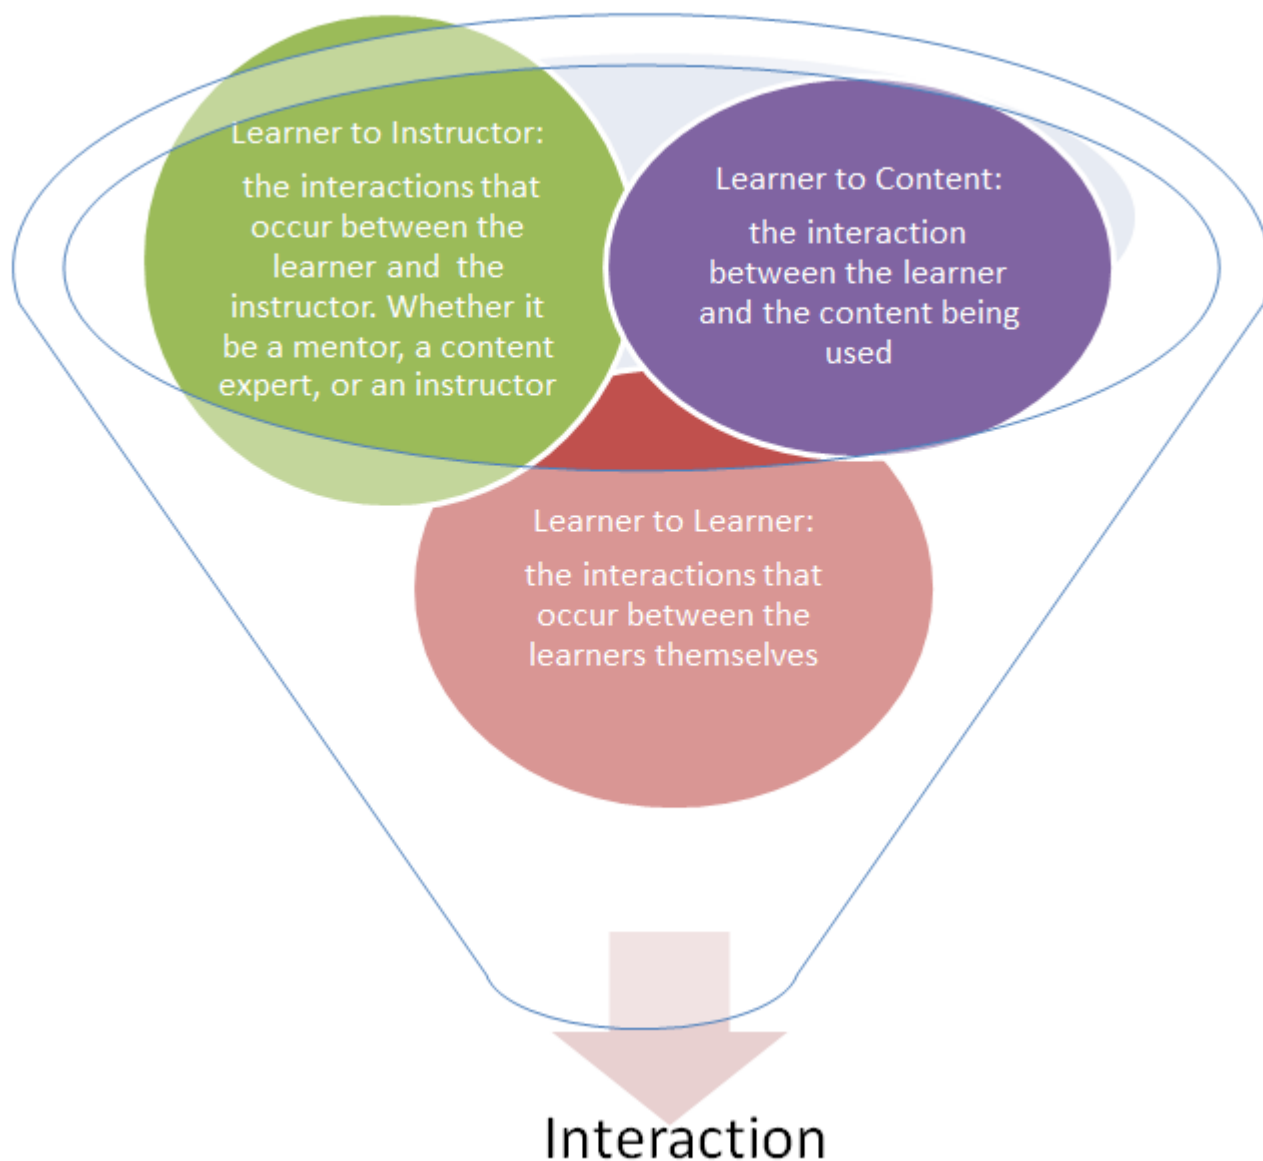 Learner to Instructor:
the interactions that
occur between the
learner and  the
instructor. Whether it
be a mentor, a content
expert, or an instructor
Learner to Content:
the interaction
between the learner
and the content being
used
Learner to Learner:
the interactions that
occur between the
learners themselves
Interaction